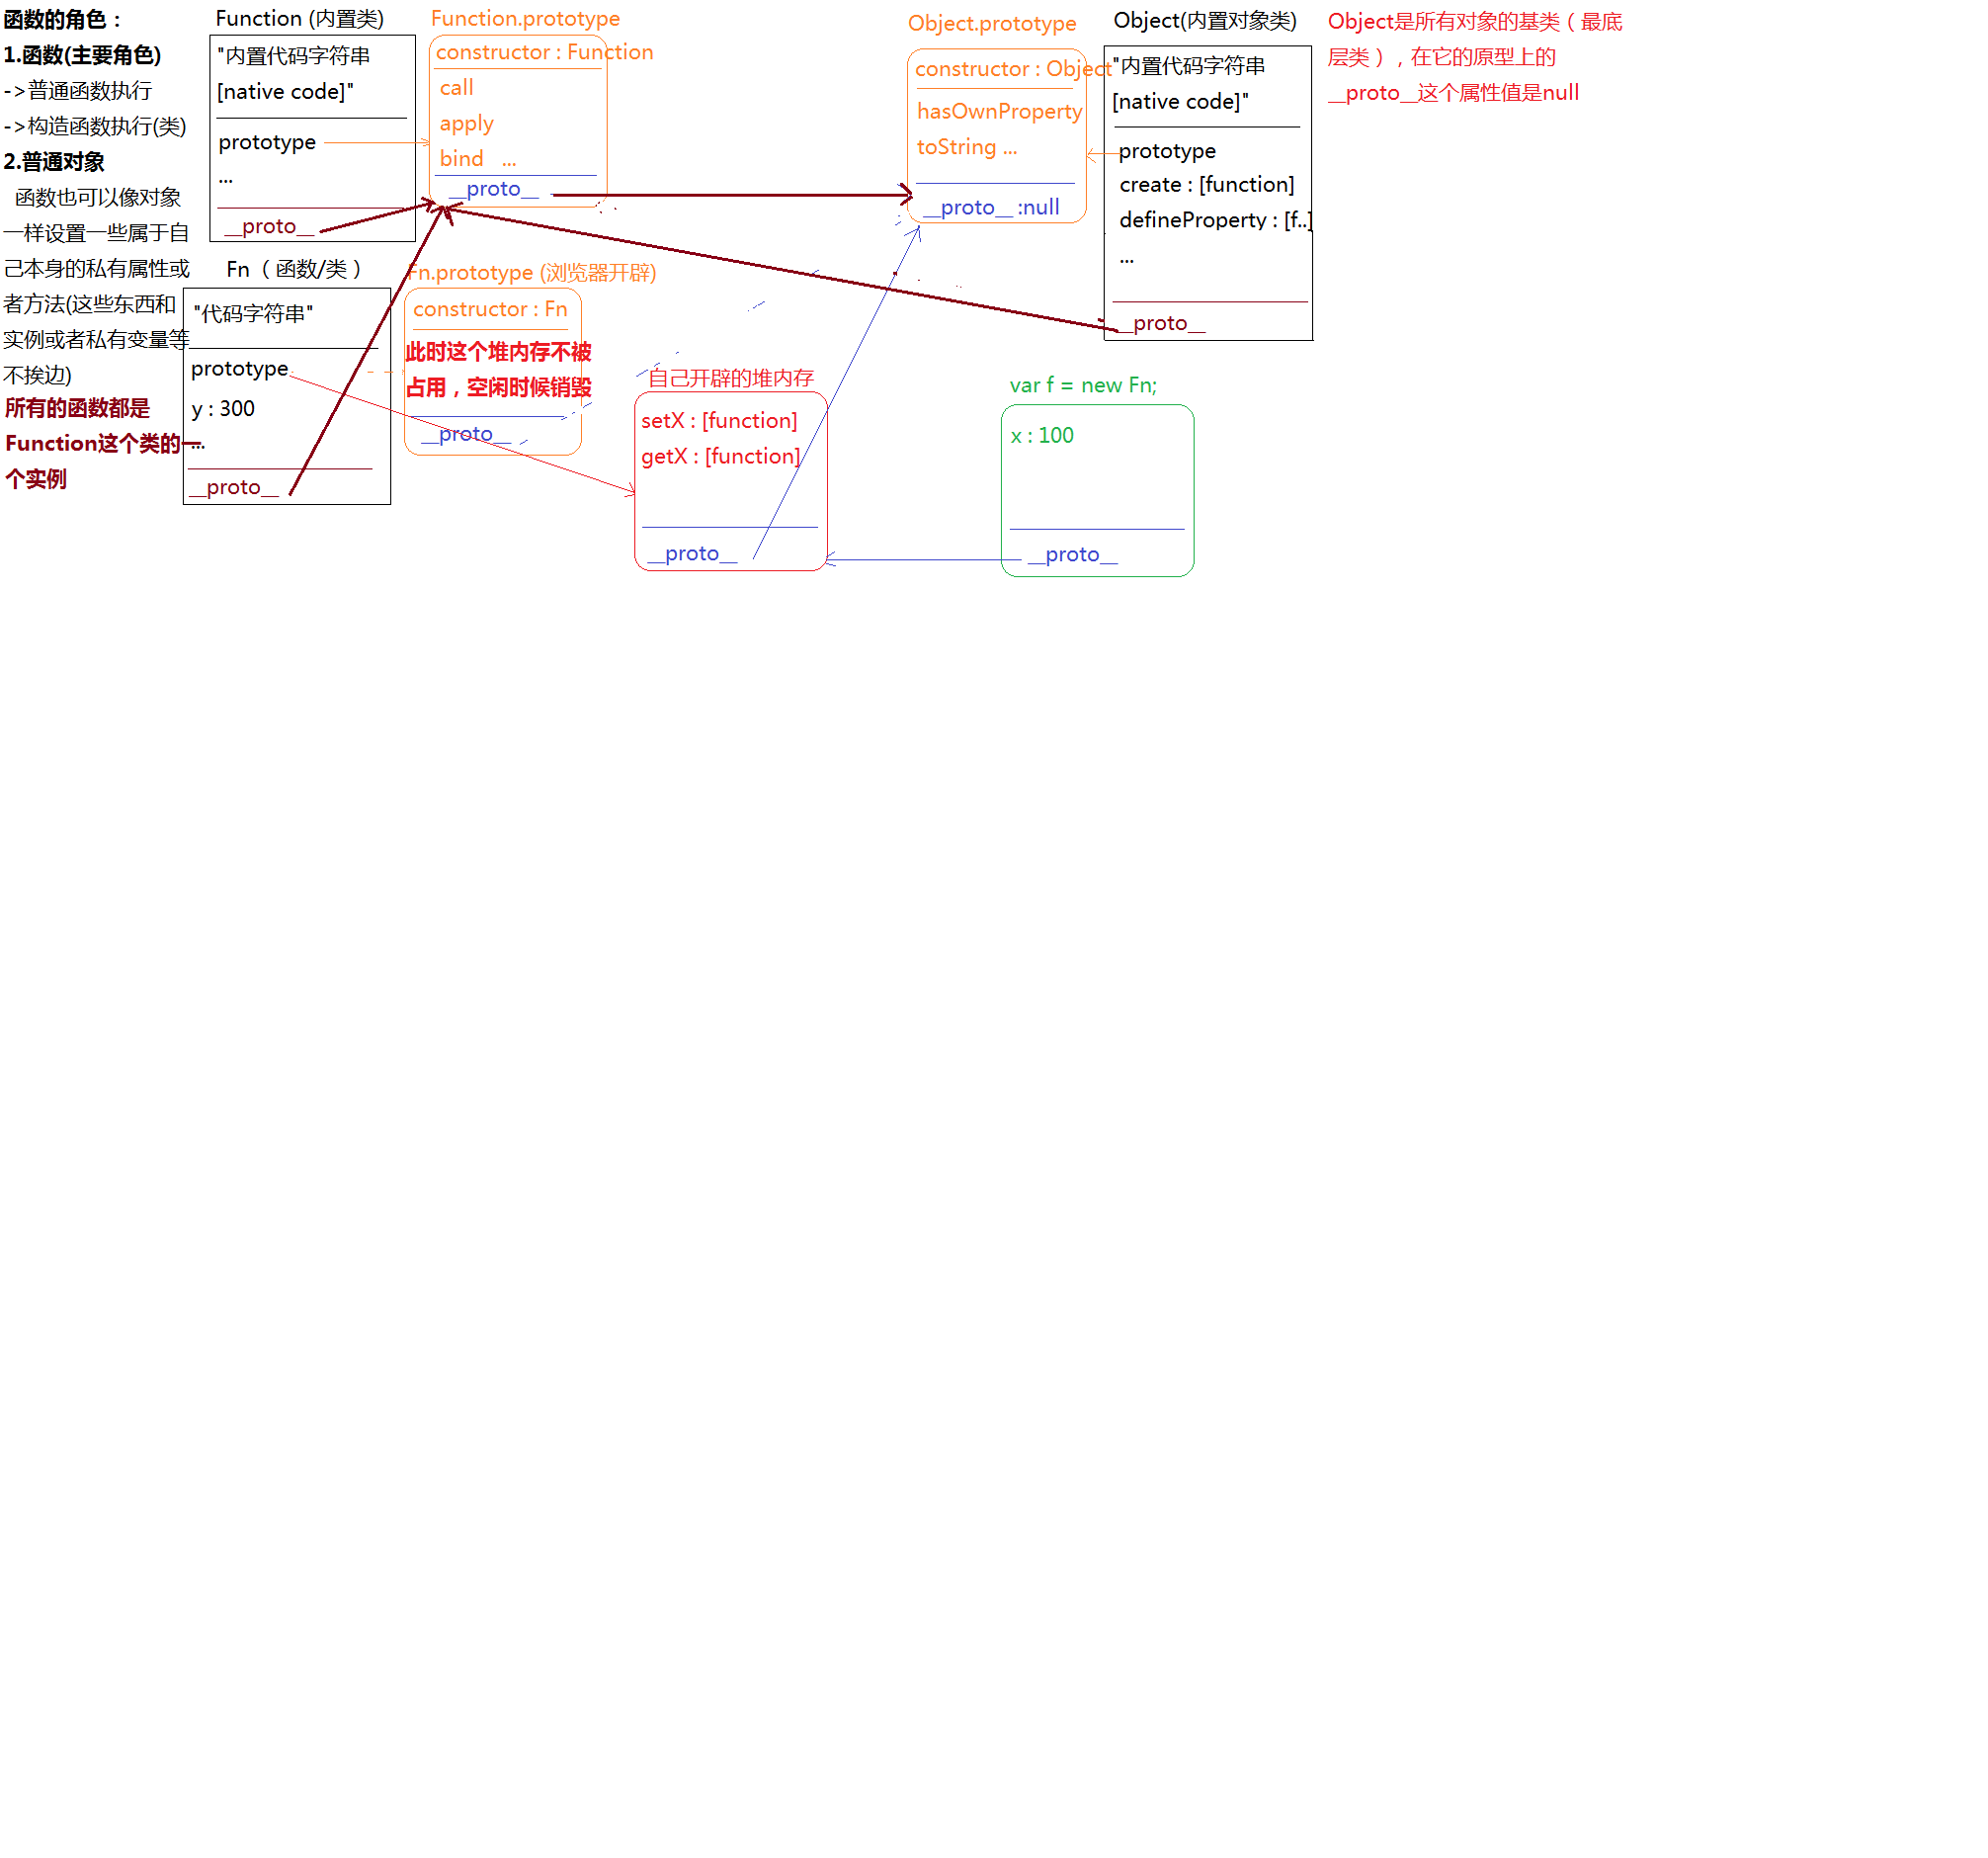 函数的角色：
1.函数(主要角色)
->普通函数执行
->构造函数执行(类)
2.普通对象
函数也可以像对象
一样设置一些属于自
己本身的私有属性或
者方法(这些东西和
实例或者私有变量等
不挨边)
所有的函数都是
Function这个类的一
个实例
Function (内置类)
"内置代码字符串
[native code]"
prototype
...
__proto__
Function.prototype
constructor : Function
call
apply
bind ...
__proto__
Object.prototype
constructor : Object
hasOwnProperty
toString ...
__proto__ :null
Object(内置对象类)
"内置代码字符串
[native code]"
prototype
create : [function]
defineProperty : [f..]
...
__proto__
Object是所有对象的基类（最底
层类），在它的原型上的
__proto__这个属性值是null
Fn（函数/类）
"代码字符串"
prototype
y : 300
...
__proto__
Fn.prototype (浏览器开辟)
constructor : Fn
此时这个堆内存不被
占用，空闲时候销毁
__proto__
自己开辟的堆内存
setX : [function]
getX : [function]
__proto__
var f = new Fn;
x : 100
__proto__